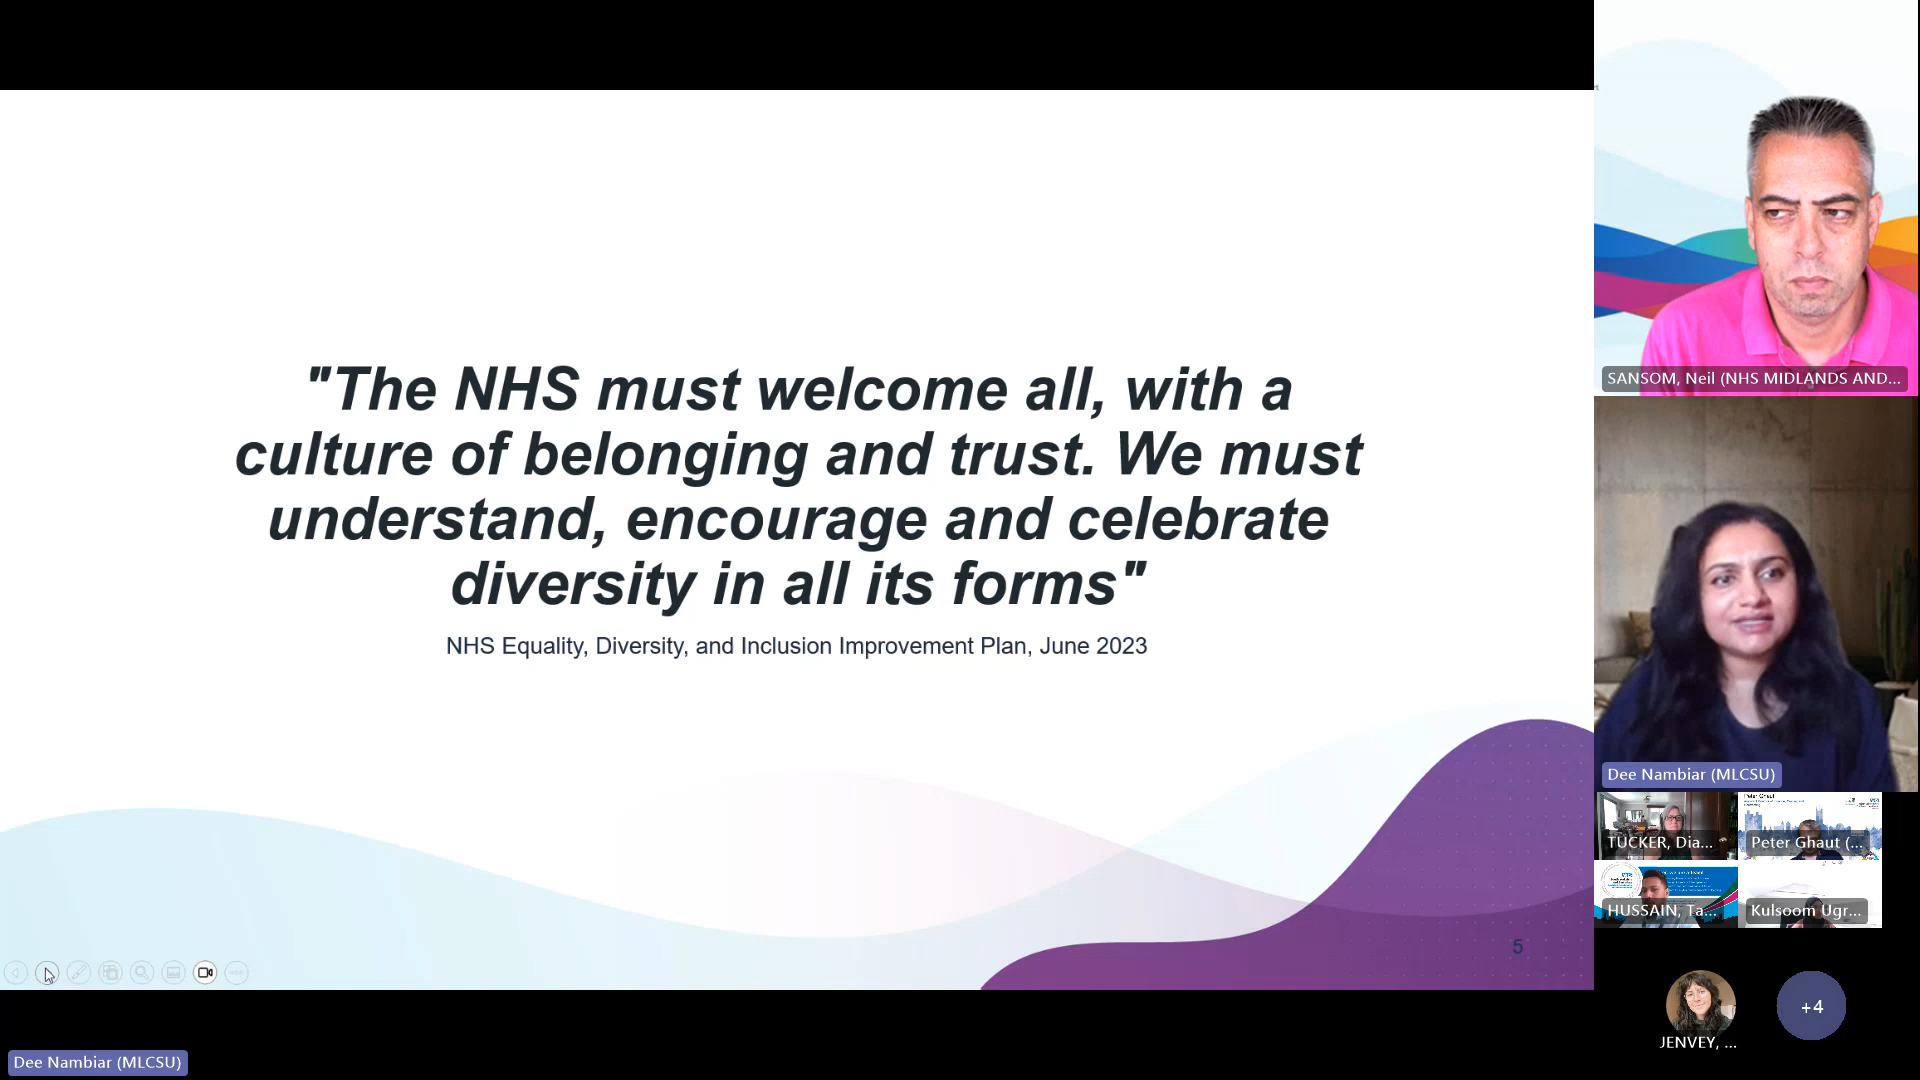 "The NHS must welcome all, with a
culture of belonging and trust. We must
understand, encourage and celebrate
diversity in all its forms"
NHS Equality, Diversity, and Inclusion Improvement Plan, June 2023
5
Dee Nambiar (MLCSU)
SANSOM, Neil (NHS MIDLANDS AND...
Dee Nambiar (MLCSU)
Peter Ghaut
TUCKER, Dia...
Peter Ghaut (...
HUSSAIN, Ta...
Kulsoom Ugr...
JENVEY, ...
+4